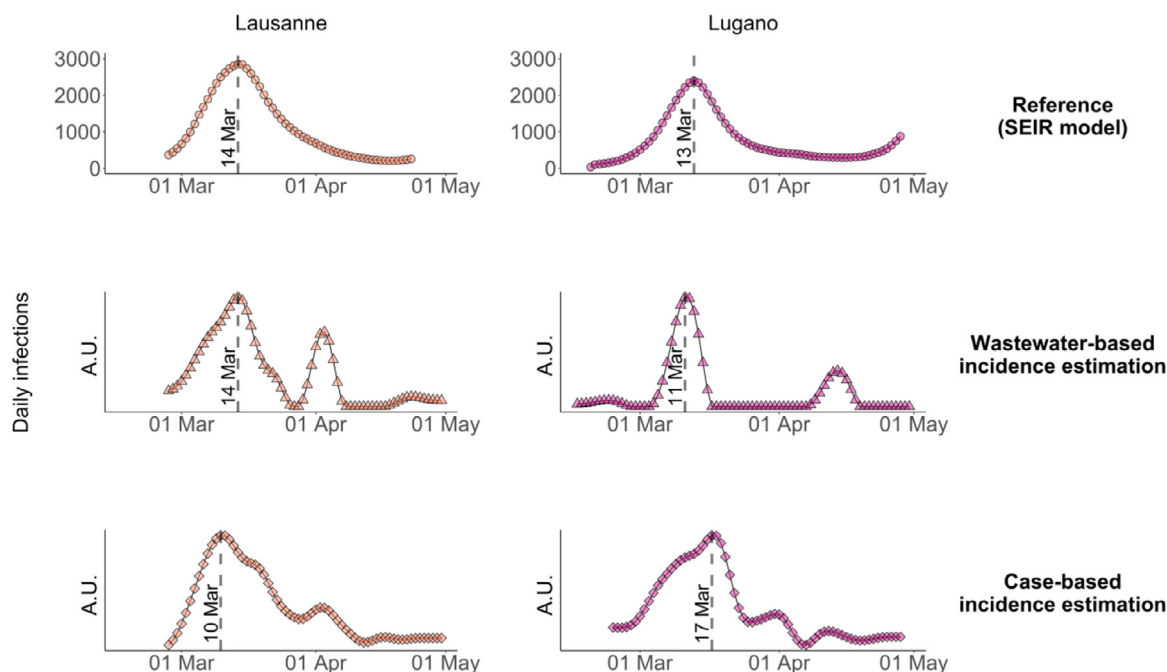 Lausanne
Lugano
3000
2000
1000
0
14 Mar
01 Mar
01 Apr
01 May
3000
2000
1000
0
13 Mar
01 Mar
01 Apr
01 May
Reference
(SEIR model)
Daily infections
A.U.
14 Mar
01 Mar
01 Apr
01 May
A.U.
11 Mar
01 Mar
01 Apr
01 May
Wastewater-based
incidence estimation
A.U.
10 Mar
01 Mar
01 Apr
01 May
A.U.
17 Mar
01 Mar
01 Apr
01 May
Case-based
incidence estimation